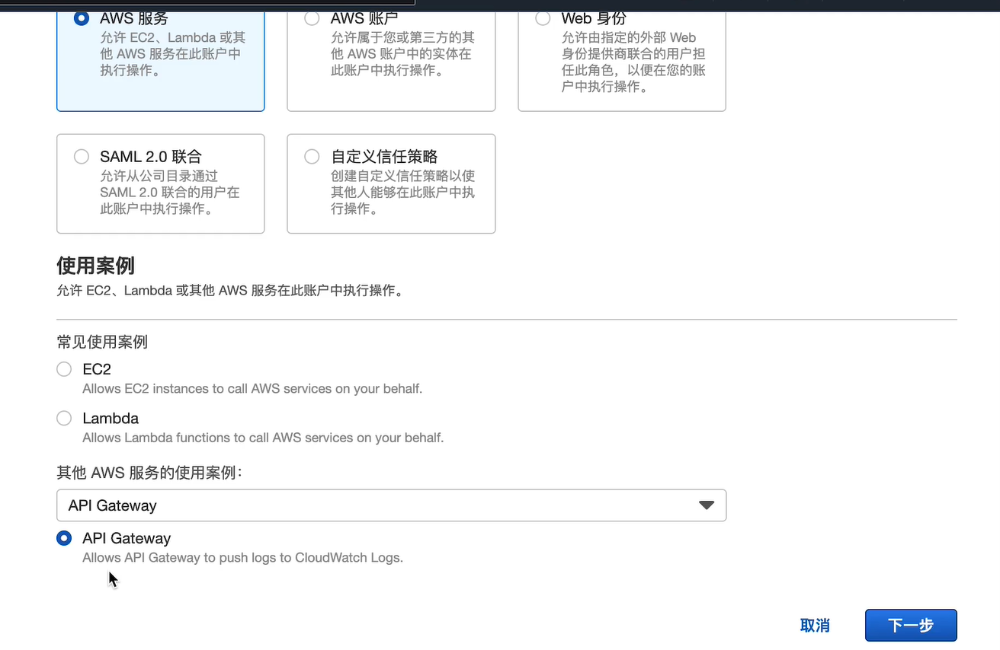 AWS 服务
允许 EC2、Lambda 或其
他 AWS 服务在此账户中
执行操作。
AWS 账户
允许属于您或第三方的其
他 AWS 账户中的实体在
此账户中执行操作。
Web 身份
允许由指定的外部 Web
身份提供商联合的用户担
任此角色，以便在您的账
户中执行操作。
SAML 2.0 联合
允许从公司目录通过
SAML 2.0 联合的用户在
此账户中执行操作。
自定义信任策略
创建自定义信任策略以使
其他人能够在此账户中执
行操作。
使用案例
允许 EC2、Lambda 或其他 AWS 服务在此账户中执行操作。
常见使用案例
EC2
Allows EC2 instances to call AWS services on your behalf.
Lambda
Allows Lambda functions to call AWS services on your behalf.
其他 AWS 服务的使用案例：
API Gateway
API Gateway
Allows API Gateway to push logs to CloudWatch Logs.
取消
下一步